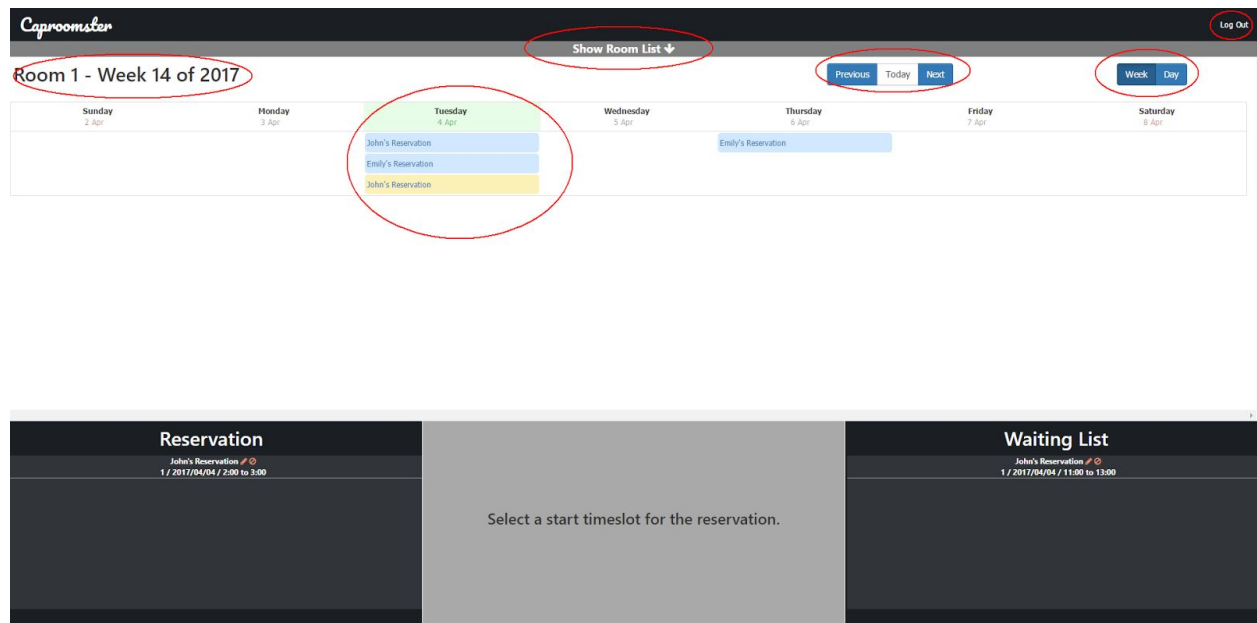 Caproomster
Log Out
Show Room List
Room 1 - Week 14 of 2017
Previous Today Next
Week Day
Sunday Monday Tuesday Wednesday Thursday Friday Saturday
2 Apr 3 Apr 4 Apr 5 Apr 6 Apr 7 Apr 8 Apr
John's Reservation Emily's Reservation
Emily's Reservation
John's Reservation
Reservation
John's Reservation
1 / 2017/04/04 / 2:00 to 3:00
Select a start timeslot for the reservation.
Waiting List
John's Reservation
1 / 2017/04/04 / 11:00 to 13:00